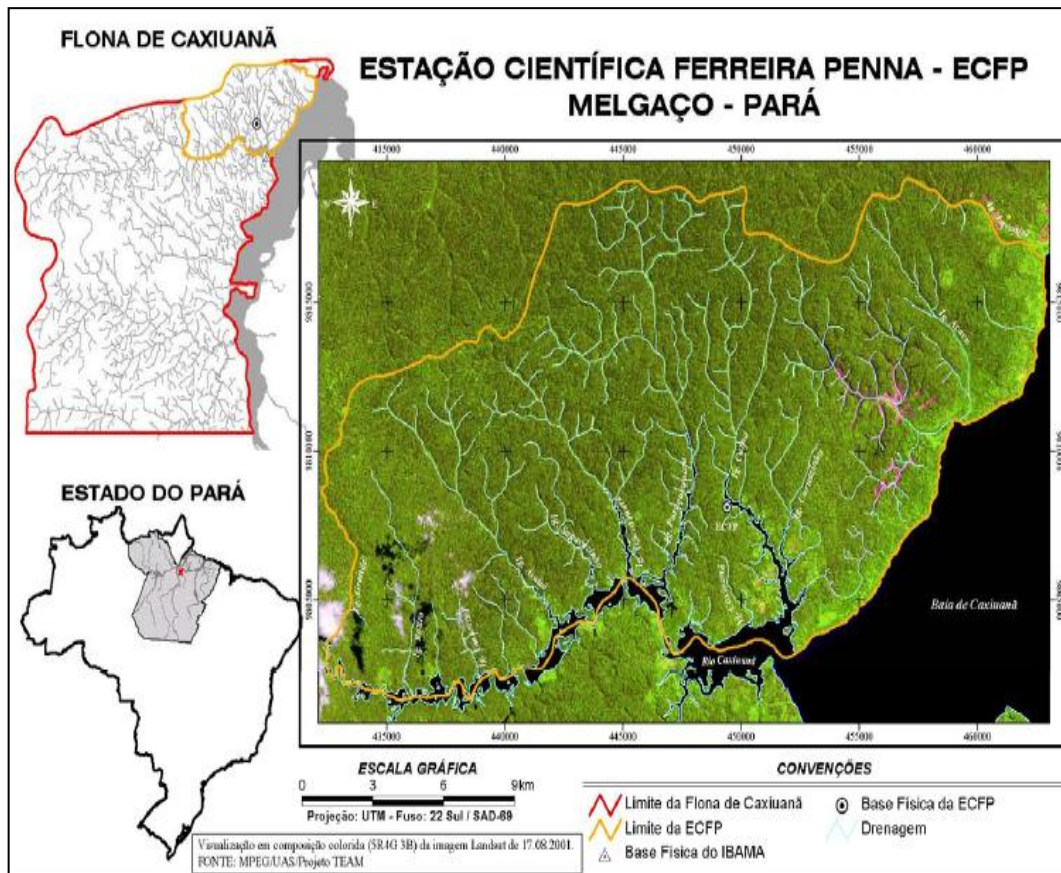 FLONA DE CAXIUANÃ
ESTAÇÃO CIENTÍFICA FERREIRA PENNA - ECFP
MELGAÇO - PARÁ
435000 440000 445000 450000 455000 460000
ECFP
Baía de Caxiuanã
Rio Caxiuanã
435000 440000 445000 450000 455000 460000
ESTADO DO PARÁ
ESCALA GRÁFICA
0 3 6 9km
Projeção: UTM - Fuso: 22 Sul / SAD-69
Visualização em composição colorida (5R4G 3B) da imagem Landsat de 17.08.2001.
FONTE: MPEG/UAS/Projeto TEAM
CONVENÇÕES
Limite da Flona de Caxiuanã
Limite da ECFP
Base Física do IBAMA
Base Física da ECFP
Drenagem